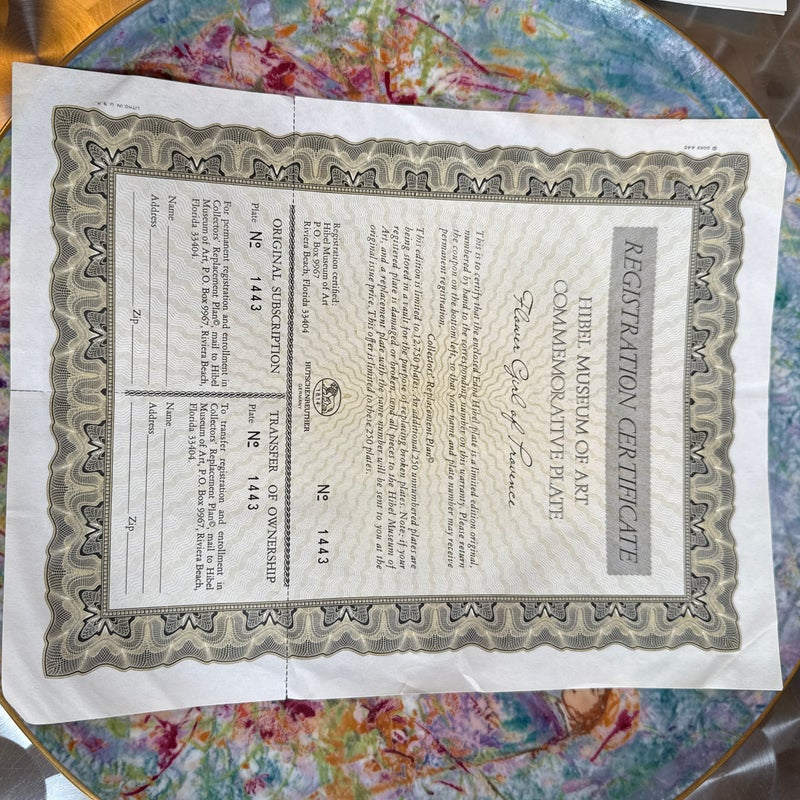 REGISTRATION CERTIFICATE
HIBEL MUSEUM OF ART
COMMEMORATIVE PLATE
Flower Girl of Provence
This is to certify that the enclosed Edna Hibel plate is a limited edition original,
numbered by hand to the corresponding number on this warranty. Please return
the coupon on the bottom left, so that your name and plate number may receive
permanent registration.
Collectors' Replacement Plan©
This edition is limited to 12,750 plates. An additional 250 unnumbered plates are
being stored in a vault for the purpose of replacing broken plates. Note: if your
registered plate is damaged or broken, send all pieces to the Hibel Museum of
Art, and a replacement plate with the same number will be sent to you at the
original issue price. This offer is limited to those 250 plates.
Nº 1443
Registration certified:
Hibel Museum of Art
P.O. Box 9967
Riviera Beach, Florida 33404
1814
HUTSCHENREUTHER
GERMANY
ORIGINAL SUBSCRIPTION
Plate Nº 1443
For permanent registration and enrollment in
Collectors' Replacement Plan©, mail to Hibel
Museum of Art, P.O. Box 9967, Riviera Beach,
Florida 33404.
Name
Address
Zip
TRANSFER OF OWNERSHIP
Plate Nº 1443
To transfer registration and enrollment in
Collectors' Replacement Plan©, mail to Hibel
Museum of Art, P.O. Box 9967, Riviera Beach,
Florida 33404.
Name
Address
Zip
LITHO. IN U.S.A.